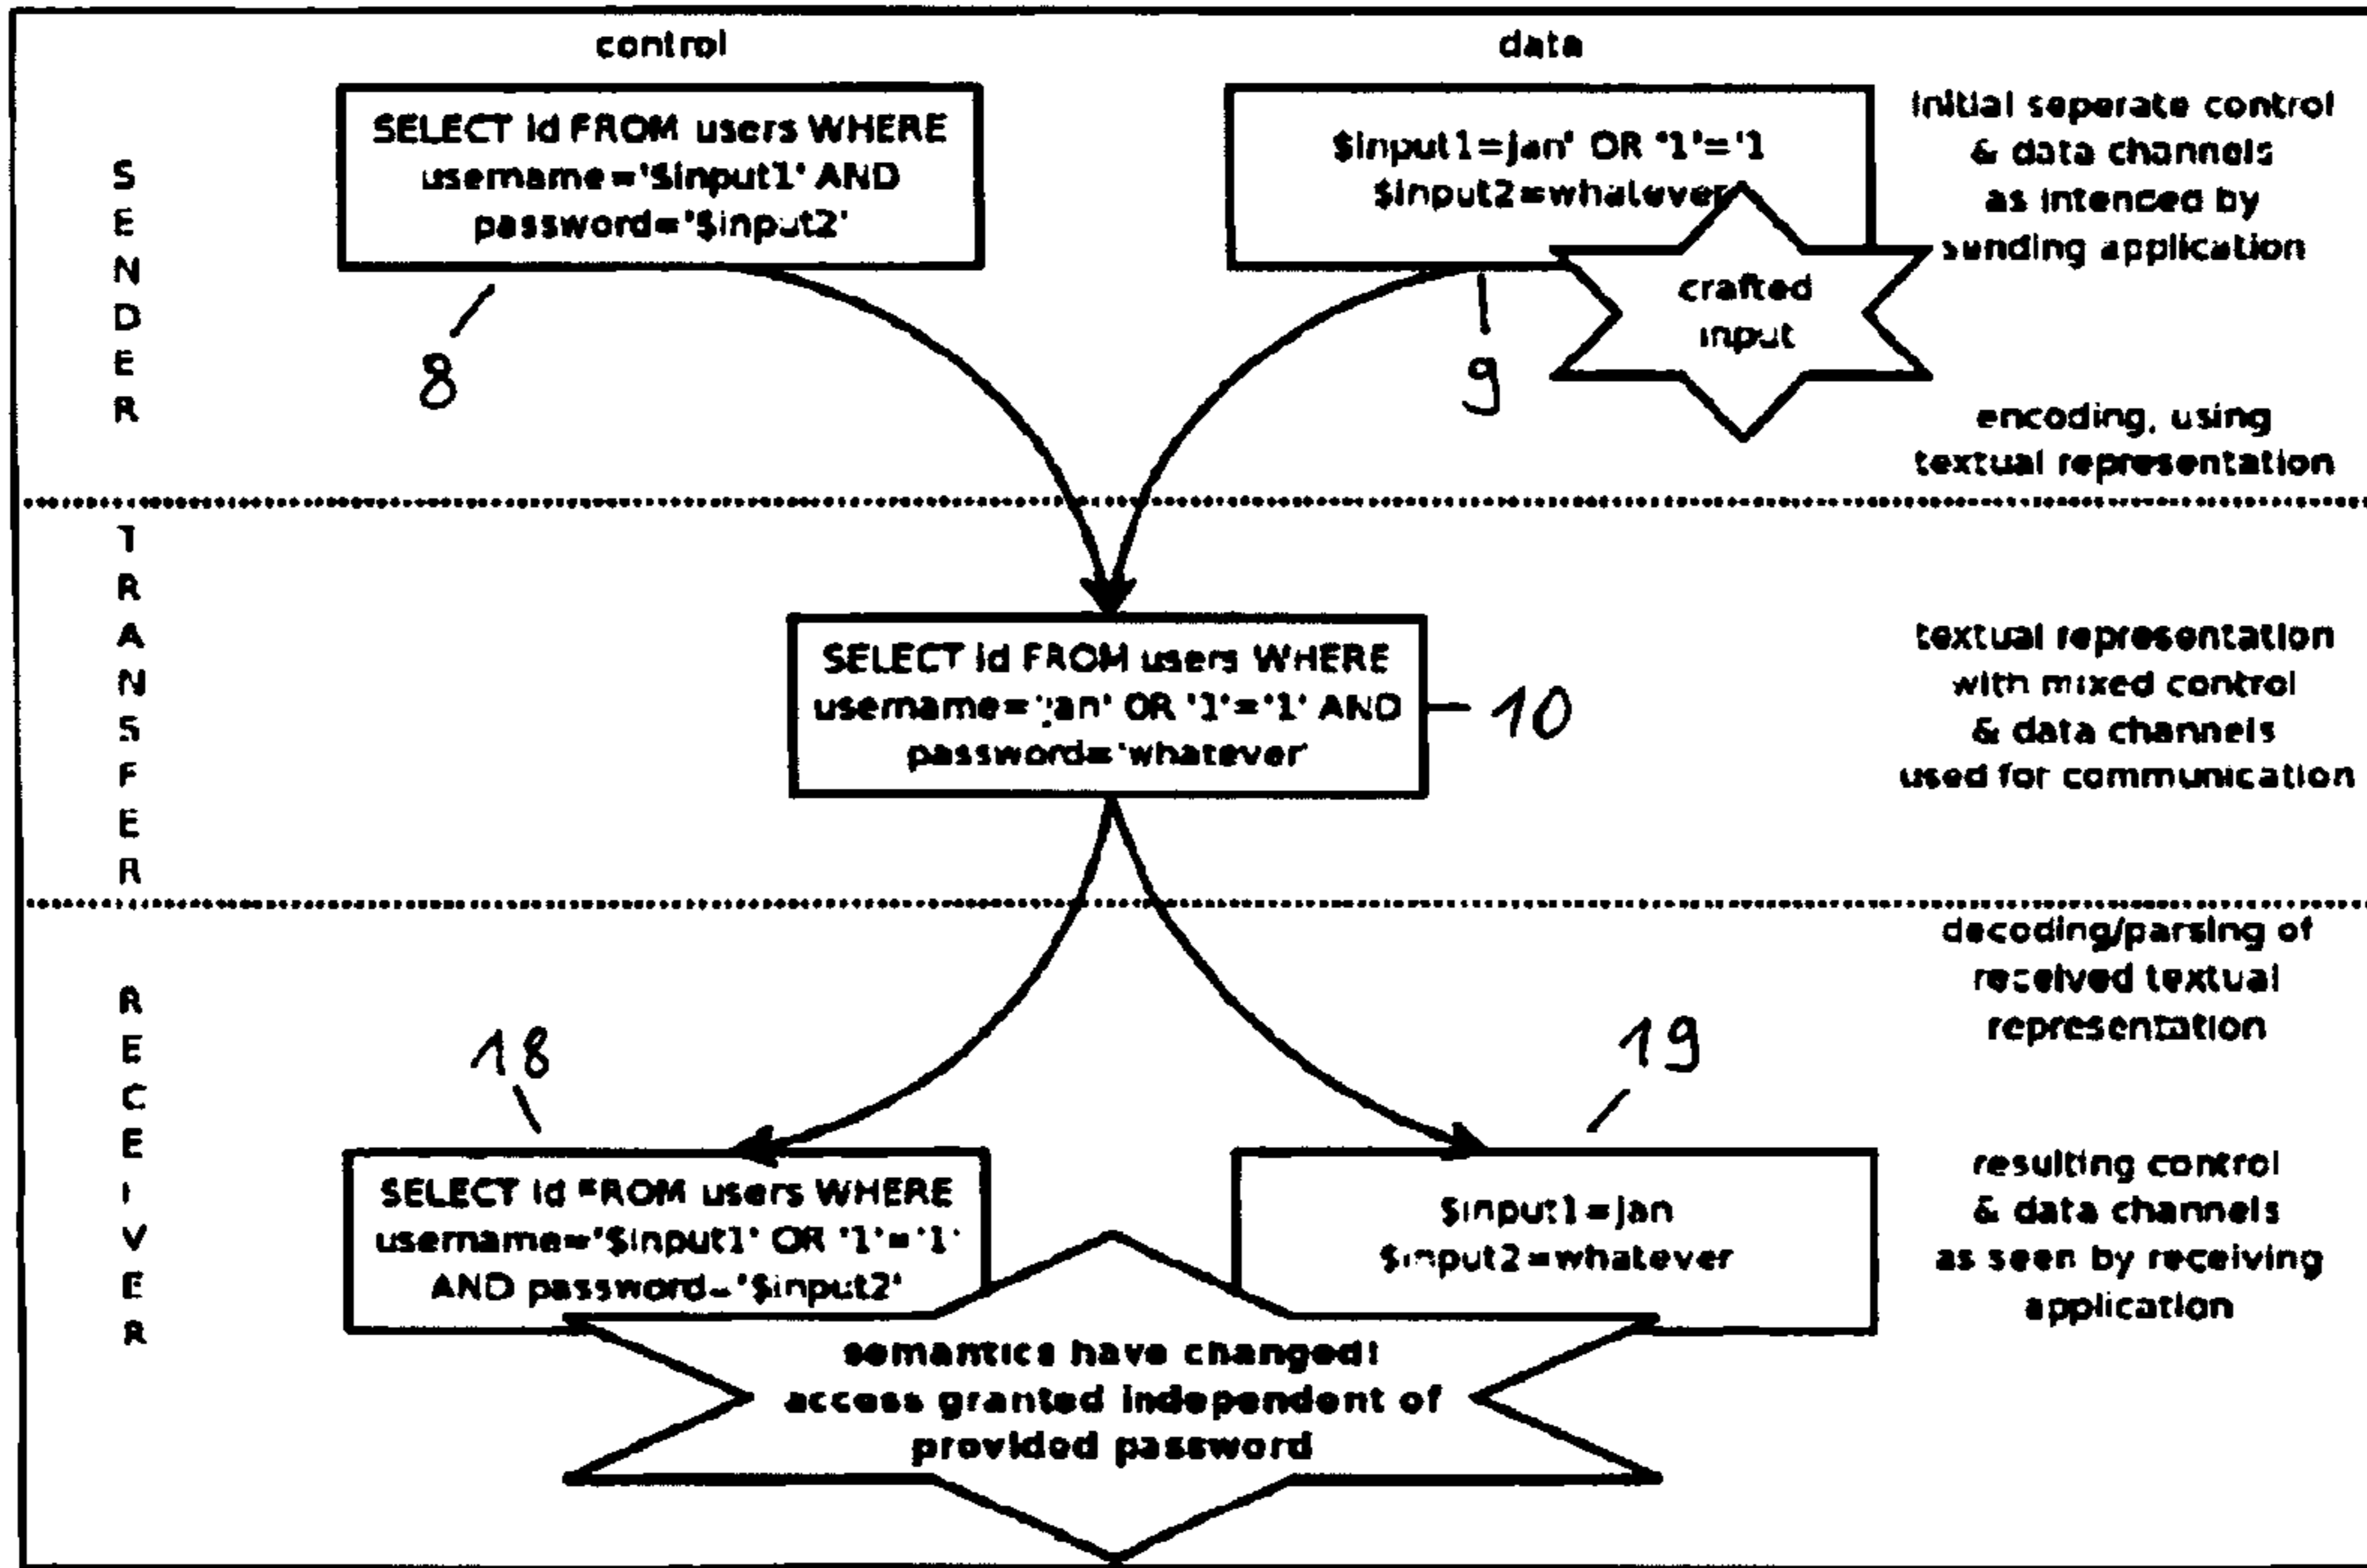 control
data
SELECT id FROM users WHERE
username='$input1' AND
password='$input2'
$input1=jan' OR '1'='1
$input2=whatever
initial seperate control
& data channels
as intenced by
sending application
crafted
input
8
9
encoding, using
textual representation
SENDER
TRANSFER
SELECT id FROM users WHERE
username='jan' OR '1'='1' AND
password='whatever'
10
textual representation
with mixed control
& data channels
used for communication
RECEIVER
decoding/parsing of
received textual
representation
18
19
SELECT id FROM users WHERE
username='$input1' OR '1'='1'
AND password='$input2'
$input1=jan
$input2=whatever
resulting control
& data channels
as seen by receiving
application
semantics have changed!
access granted independent of
provided password